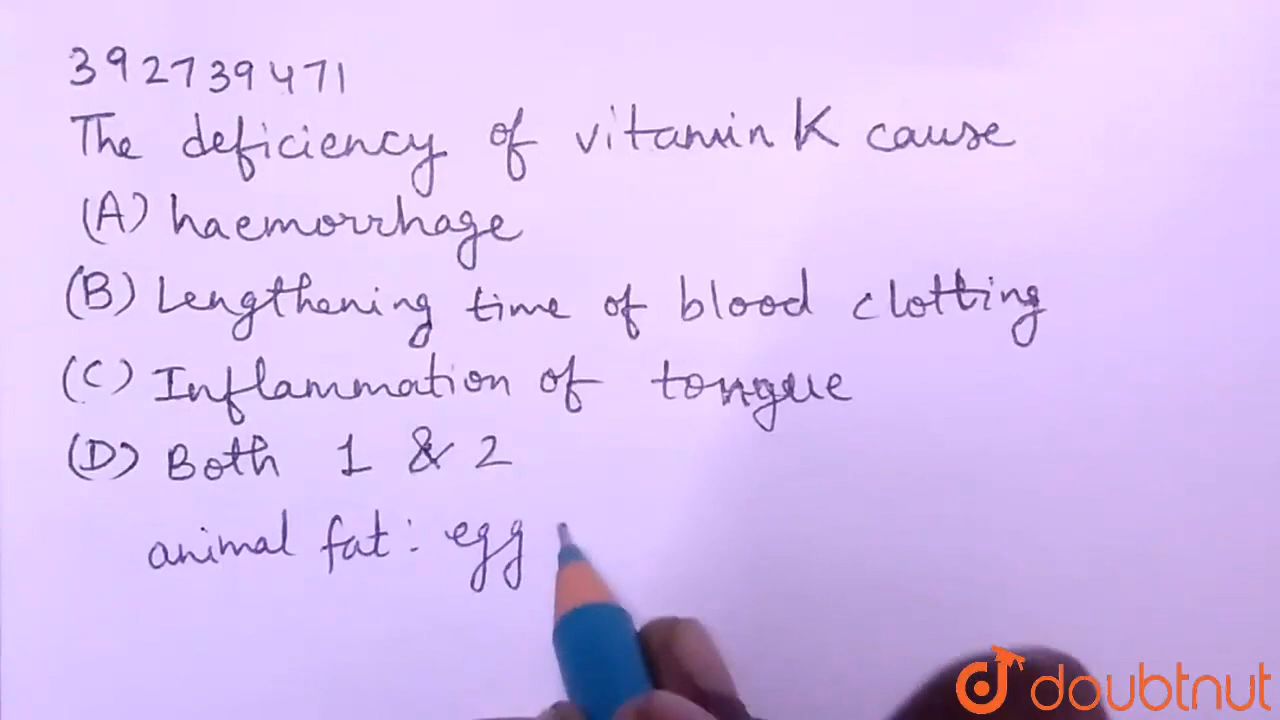 392739471
The deficiency of vitamin K cause
(A) haemorrhage
(B) Lengthening time of blood clotting
(C) Inflammation of tongue
(D) Both 1 & 2
animal fat: egg
doubtnut